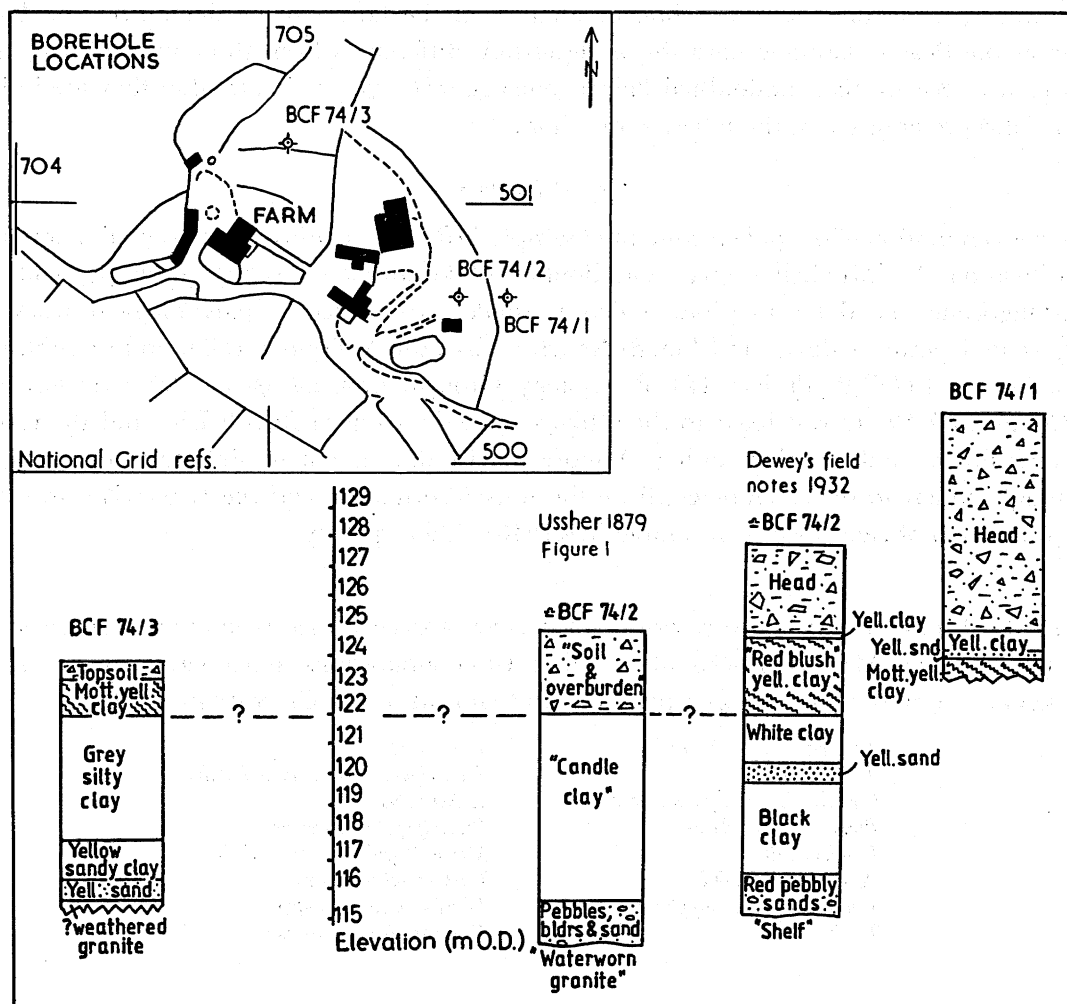 BOREHOLE
LOCATIONS
705
N
BCF 74/3
704
501
FARM
BCF 74/2
BCF 74/1
National Grid refs.
500
BCF 74/3
Topsoil
Mott.yell
clay
Grey
silty
clay
Yellow
sandy clay
Yell. sand
?weathered
granite
?
129
128
127
126
125
124
123
122
121
120
119
118
117
116
115
Elevation (m O.D.)
?
Ussher 1879
Figure 1
≏BCF 74/2
"Soil
&
overburden"
"Candle
clay"
Pebbles,
bldrs & sand
"Waterworn
granite"
?
Dewey's field
notes 1932
≏BCF 74/2
Head
Yell.clay
"Red blush"
yell. clay
White clay
Yell.sand
Black
clay
Red pebbly
sands
"Shelf"
BCF 74/1
Head
Yell. clay
Yell.snd
Mott.yell.
clay